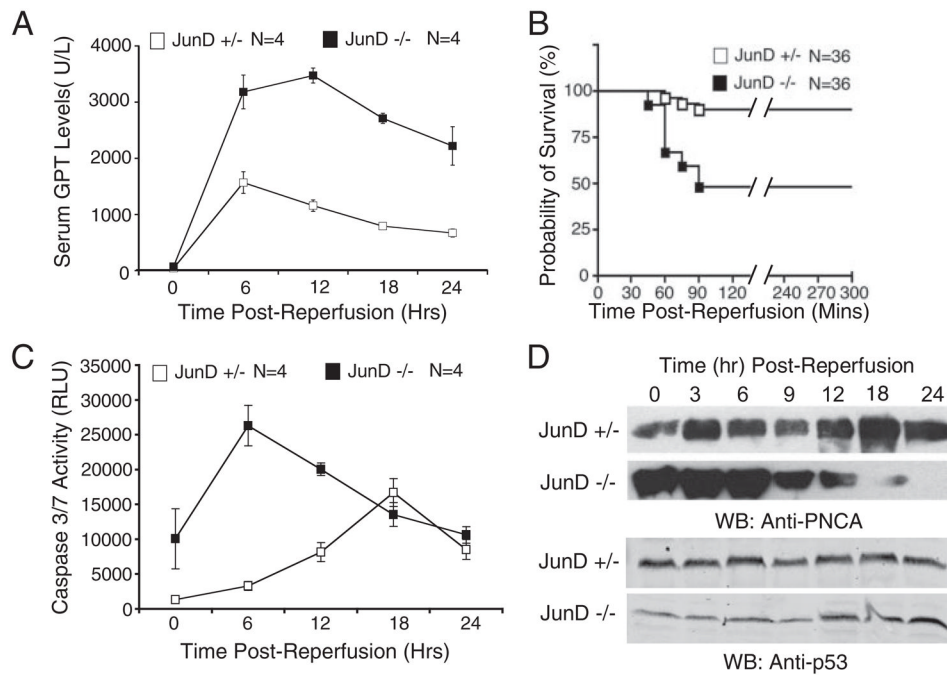 A
JunD +/- N=4 JunD -/- N=4
Serum GPT Levels( U/L)
4000
3000
2000
1000
0
0 6 12 18 24
Time Post-Reperfusion (Hrs)
B
JunD +/- N=36
JunD -/- N=36
Probability of Survival (%)
100
75
50
25
0
0 30 60 90 120 240 300
Time Post-Reperfusion (Mins)
C
JunD +/- N=4 JunD -/- N=4
Caspase 3/7 Activity (RLU)
35000
30000
25000
20000
15000
10000
5000
0
0 6 12 18 24
Time Post-Reperfusion (Hrs)
D
Time (hr) Post-Reperfusion
0 3 6 9 12 18 24
JunD +/-
JunD -/-
WB: Anti-PNCA
JunD +/-
JunD -/-
WB: Anti-p53